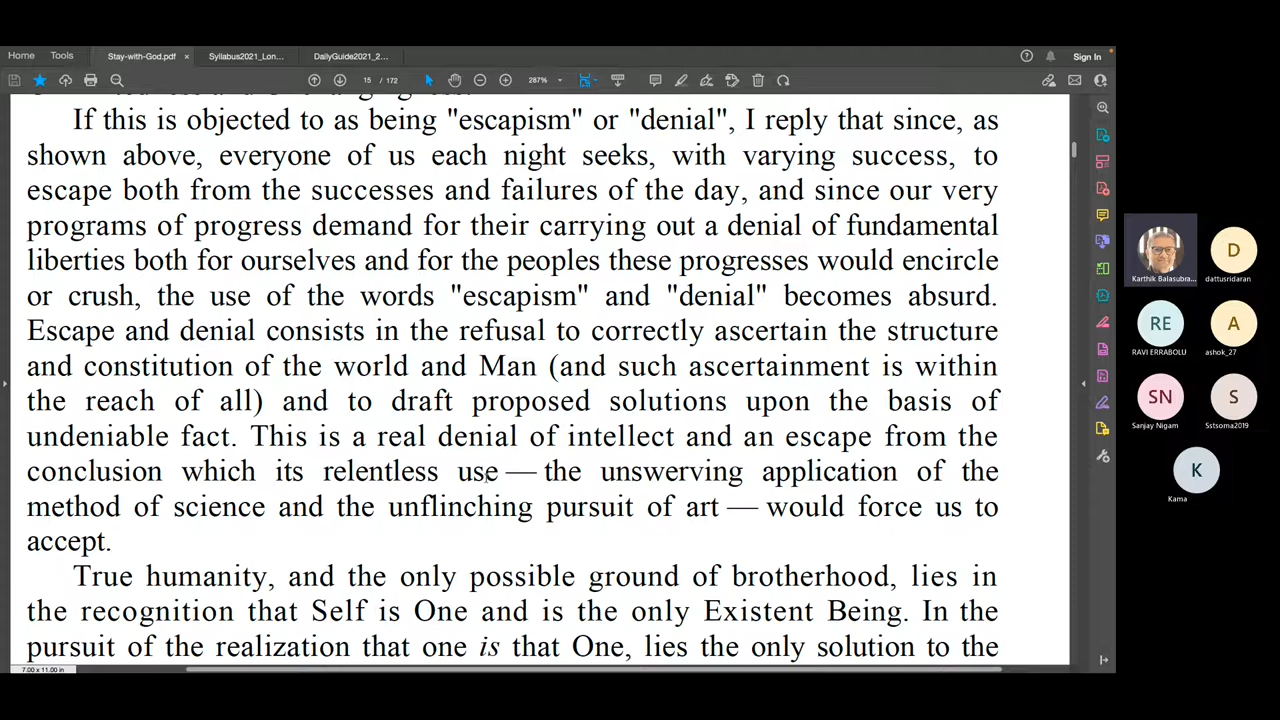 Home Tools Stay-with-God.pdf × Syllabus2021_Lon... DailyGuide2021_2... Sign In
15 / 172 287%
If this is objected to as being "escapism" or "denial", I reply that since, as
shown above, everyone of us each night seeks, with varying success, to
escape both from the successes and failures of the day, and since our very
programs of progress demand for their carrying out a denial of fundamental
liberties both for ourselves and for the peoples these progresses would encircle
or crush, the use of the words "escapism" and "denial" becomes absurd.
Escape and denial consists in the refusal to correctly ascertain the structure
and constitution of the world and Man (and such ascertainment is within
the reach of all) and to draft proposed solutions upon the basis of
undeniable fact. This is a real denial of intellect and an escape from the
conclusion which its relentless use — the unswerving application of the
method of science and the unflinching pursuit of art — would force us to
accept.
True humanity, and the only possible ground of brotherhood, lies in
the recognition that Self is One and is the only Existent Being. In the
pursuit of the realization that one is that One, lies the only solution to the
7.00 x 11.00 in
Karthik Balasubra...
D
dattusridaran
RE
RAVI ERRABOLU
A
ashok_27
SN
Sanjay Nigam
S
Sstsoma2019
K
Kama